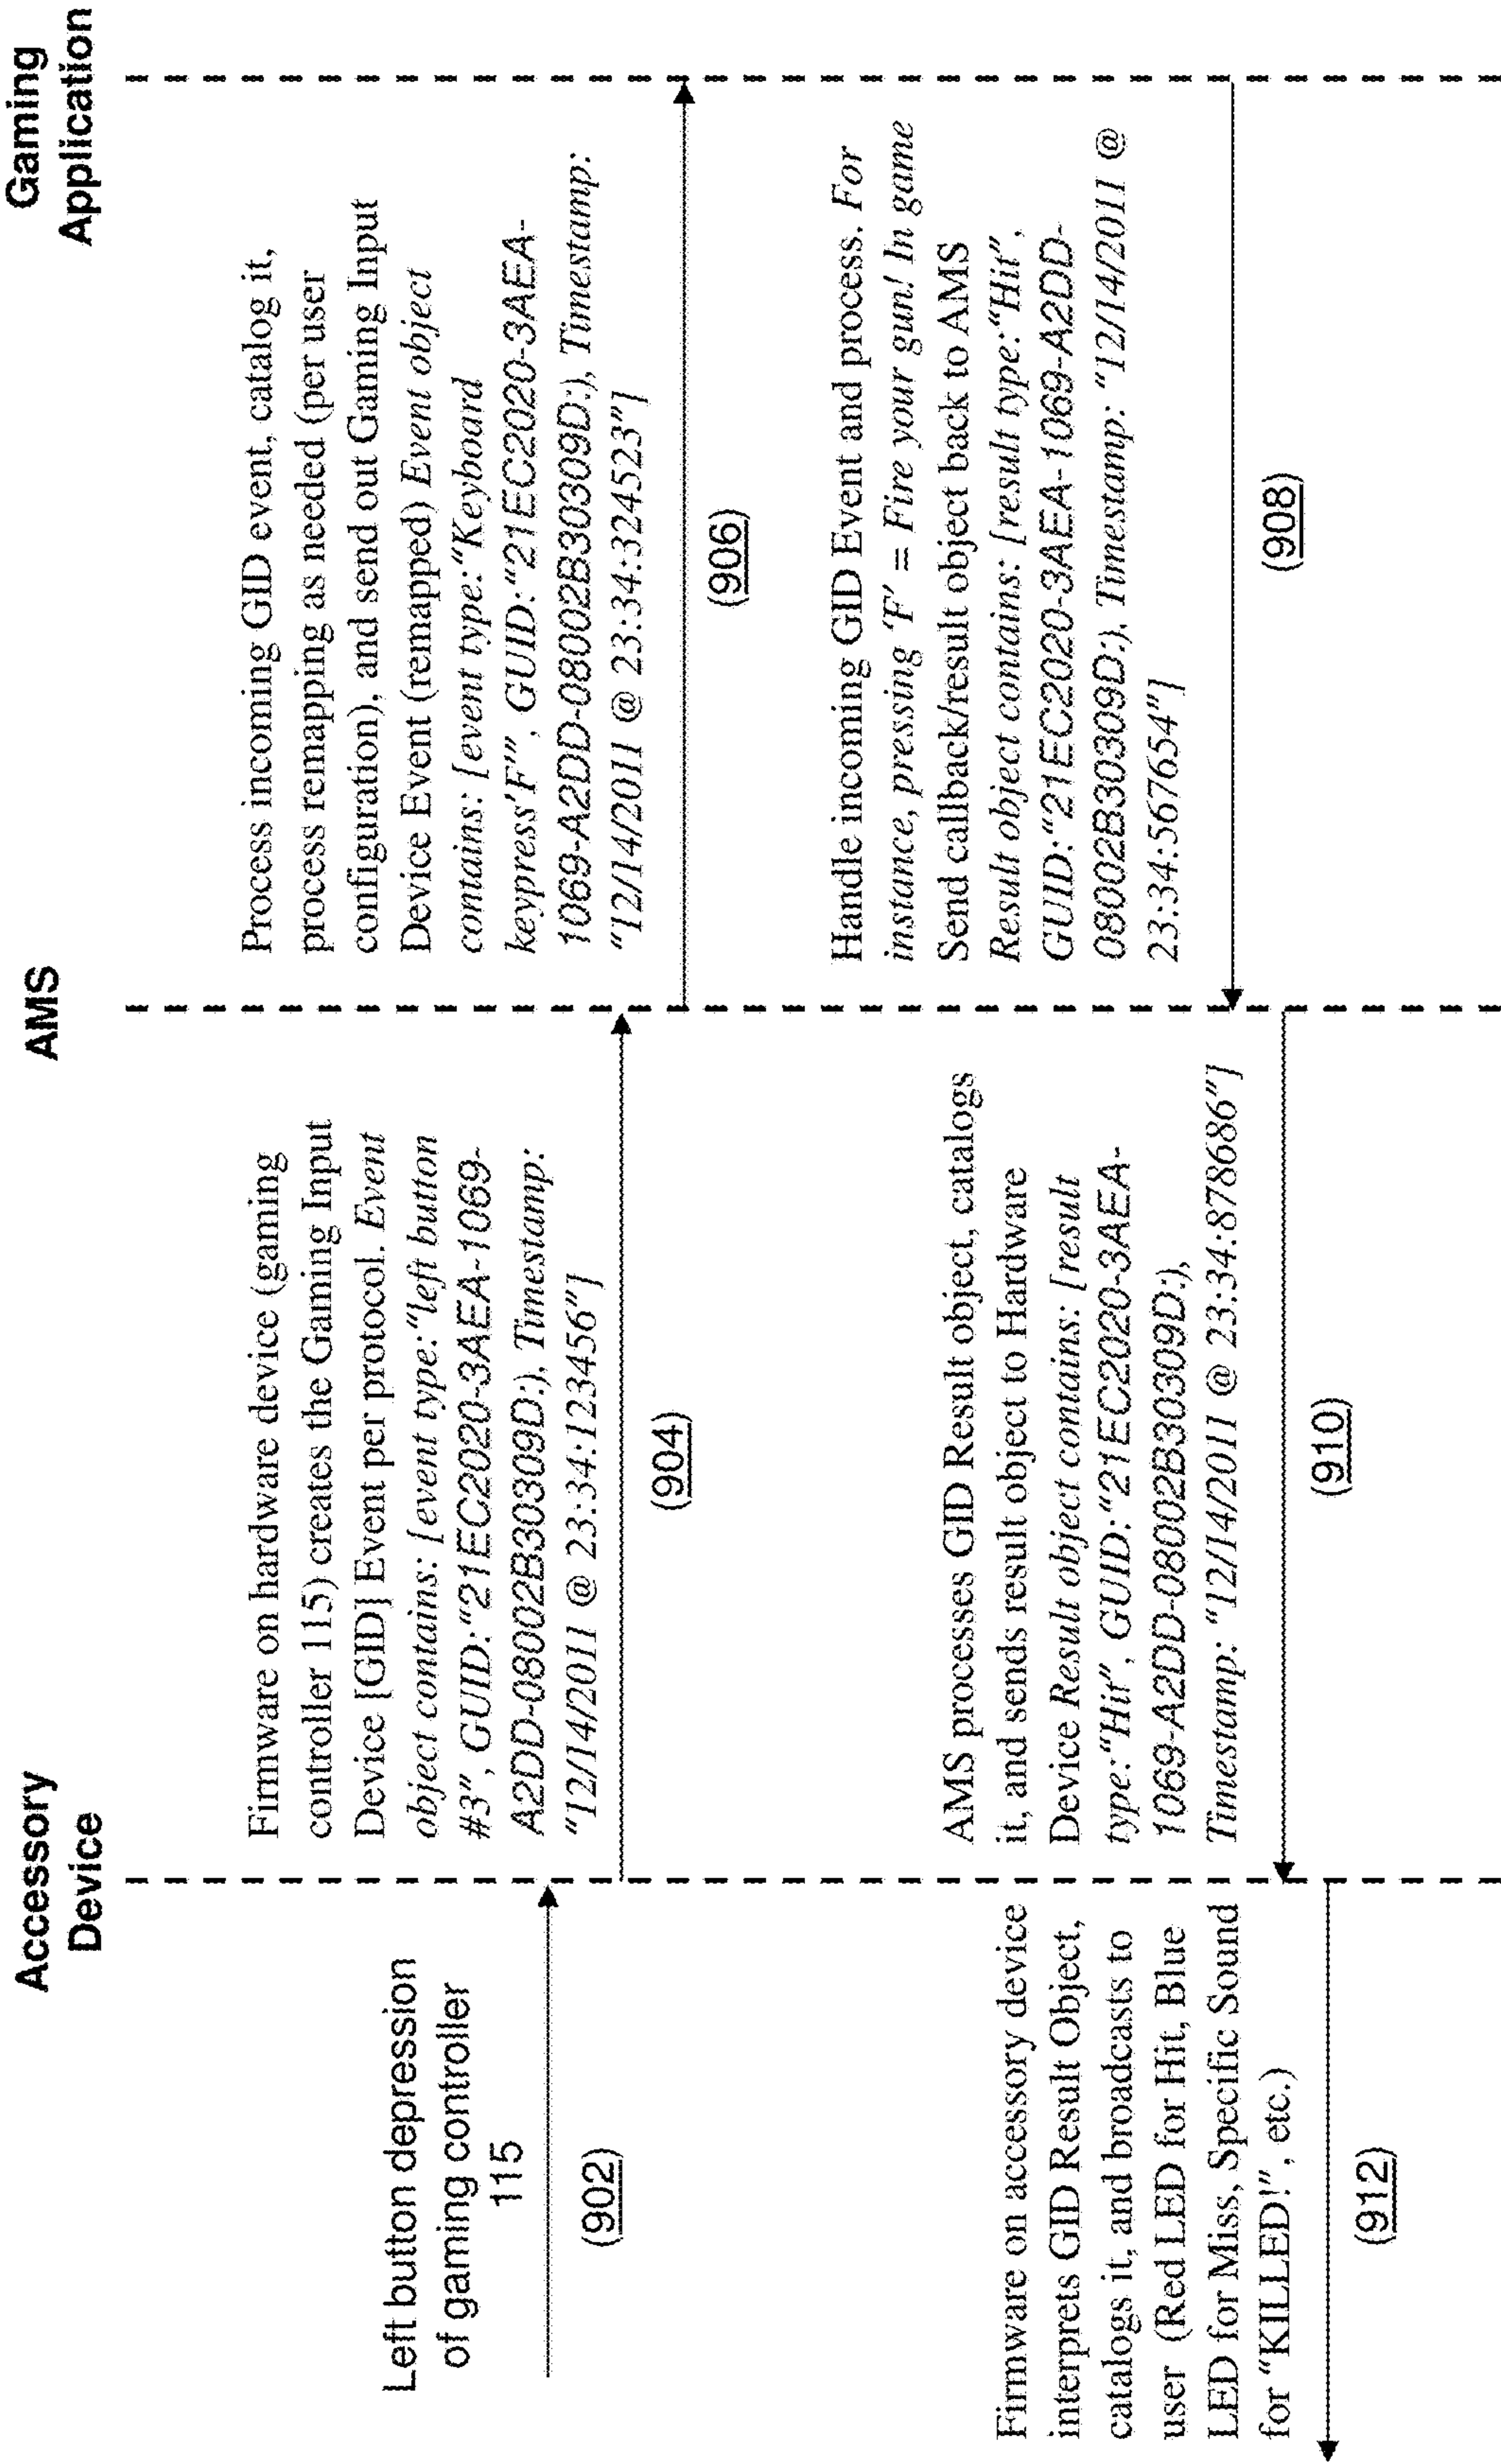 Accessory
Device
AMS
Gaming
Application
Left button depression
of gaming controller
115
(902)
Firmware on hardware device (gaming
controller 115) creates the Gaming Input
Device [GID] Event per protocol. Event
object contains: [event type:“left button
#3”, GUID:“21EC2020-3AEA-1069-
A2DD-08002B30309D:), Timestamp:
“12/14/2011 @ 23:34:123456”]
(904)
Process incoming GID event, catalog it,
process remapping as needed (per user
configuration), and send out Gaming Input
Device Event (remapped) Event object
contains: [event type:“Keyboard
keypress'F'”, GUID:“21EC2020-3AEA-
1069-A2DD-08002B30309D:), Timestamp:
“12/14/2011 @ 23:34:324523”]
(906)
Handle incoming GID Event and process. For
instance, pressing ‘F’ = Fire your gun! In game
Send callback/result object back to AMS
Result object contains: [result type:“Hit”,
GUID:“21EC2020-3AEA-1069-A2DD-
08002B30309D:), Timestamp: “12/14/2011 @
23:34:567654”]
(908)
AMS processes GID Result object, catalogs
it, and sends result object to Hardware
Device Result object contains: [result
type:“Hit”, GUID:“21EC2020-3AEA-
1069-A2DD-08002B30309D:),
Timestamp: “12/14/2011 @ 23:34:878686”]
(910)
Firmware on accessory device
interprets GID Result Object,
catalogs it, and broadcasts to
user (Red LED for Hit, Blue
LED for Miss, Specific Sound
for “KILLED!”, etc.)
(912)